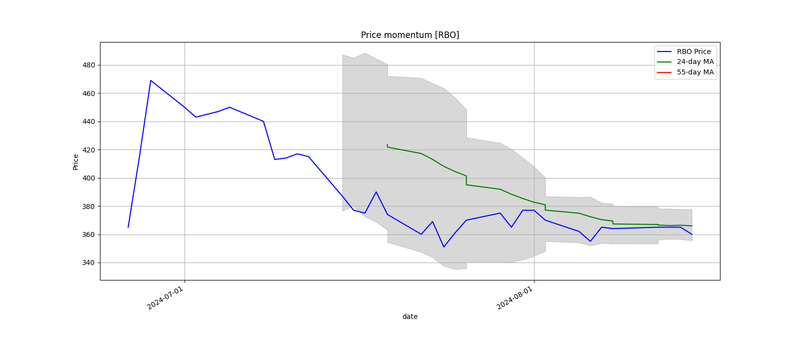 Price momentum [RBO]
RBO Price
24-day MA
55-day MA
Price
480
460
440
420
400
380
360
340
2024-07-01
2024-08-01
date